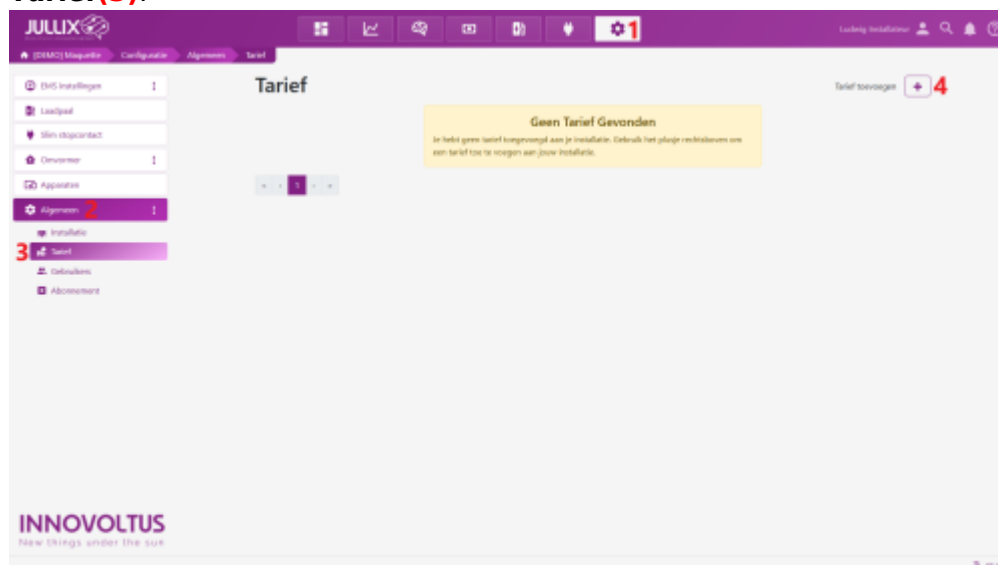 Tarief(3).
JULLIX
1
Ludwig Installateur
[DEMO] Maquette Configuratie Algemeen Tarief
EMS instellingen
Laadpaal
Slim stopcontact
Omvormer
Apparaten
Algemeen 2
Installatie
3 Tarief
Gebruikers
Abonnement
Tarief
Tarief toevoegen + 4
Geen Tarief Gevonden
Je hebt geen tarief toegevoegd aan je installatie. Gebruik het plusje rechtsboven om
een tarief toe te voegen aan jouw installatie.
« ‹ 1 › »
INNOVOLTUS
New things under the sun